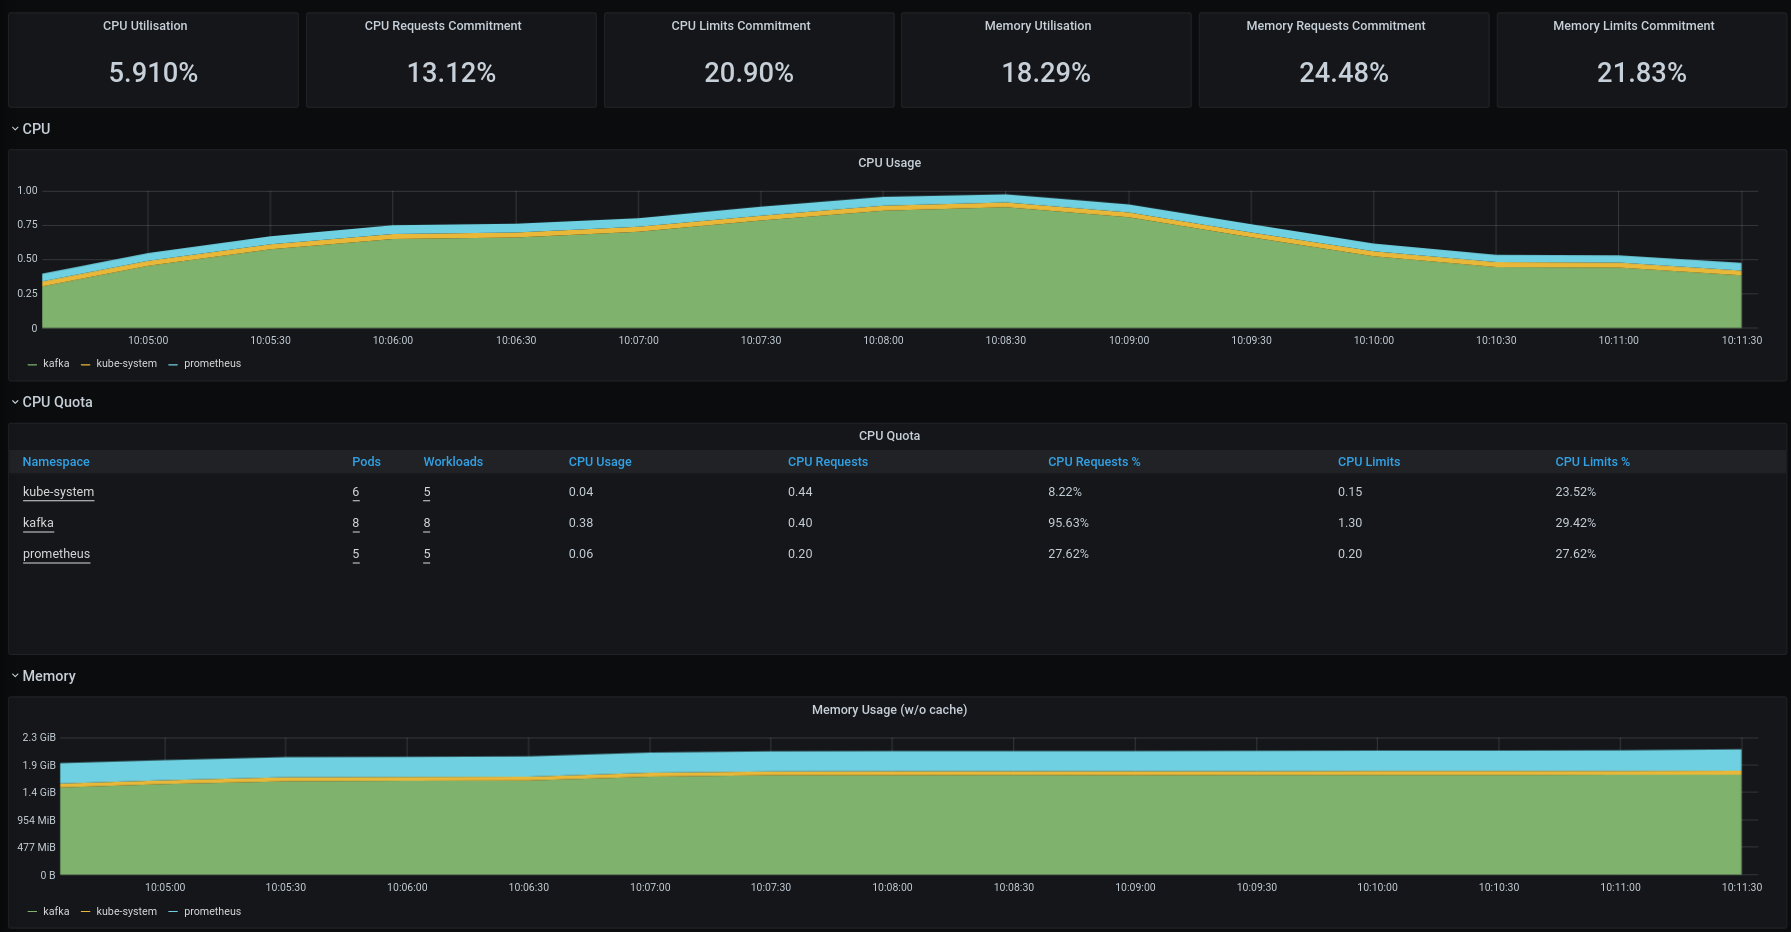 CPU Utilisation CPU Requests Commitment CPU Limits Commitment Memory Utilisation Memory Requests Commitment Memory Limits Commitment
5.910% 13.12% 20.90% 18.29% 24.48% 21.83%
CPU
CPU Usage
1.00
0.75
0.50
0.25
0
10:05:00 10:05:30 10:06:00 10:06:30 10:07:00 10:07:30 10:08:00 10:08:30 10:09:00 10:09:30 10:10:00 10:10:30 10:11:00 10:11:30
kafka kube-system prometheus
CPU Quota
CPU Quota
Namespace Pods Workloads CPU Usage CPU Requests CPU Requests % CPU Limits CPU Limits %
kube-system 6 5 0.04 0.44 8.22% 0.15 23.52%
kafka 8 8 0.38 0.40 95.63% 1.30 29.42%
prometheus 5 5 0.06 0.20 27.62% 0.20 27.62%
Memory
Memory Usage (w/o cache)
2.3 GiB
1.9 GiB
1.4 GiB
954 MiB
477 MiB
0 B
10:05:00 10:05:30 10:06:00 10:06:30 10:07:00 10:07:30 10:08:00 10:08:30 10:09:00 10:09:30 10:10:00 10:10:30 10:11:00 10:11:30
kafka kube-system prometheus